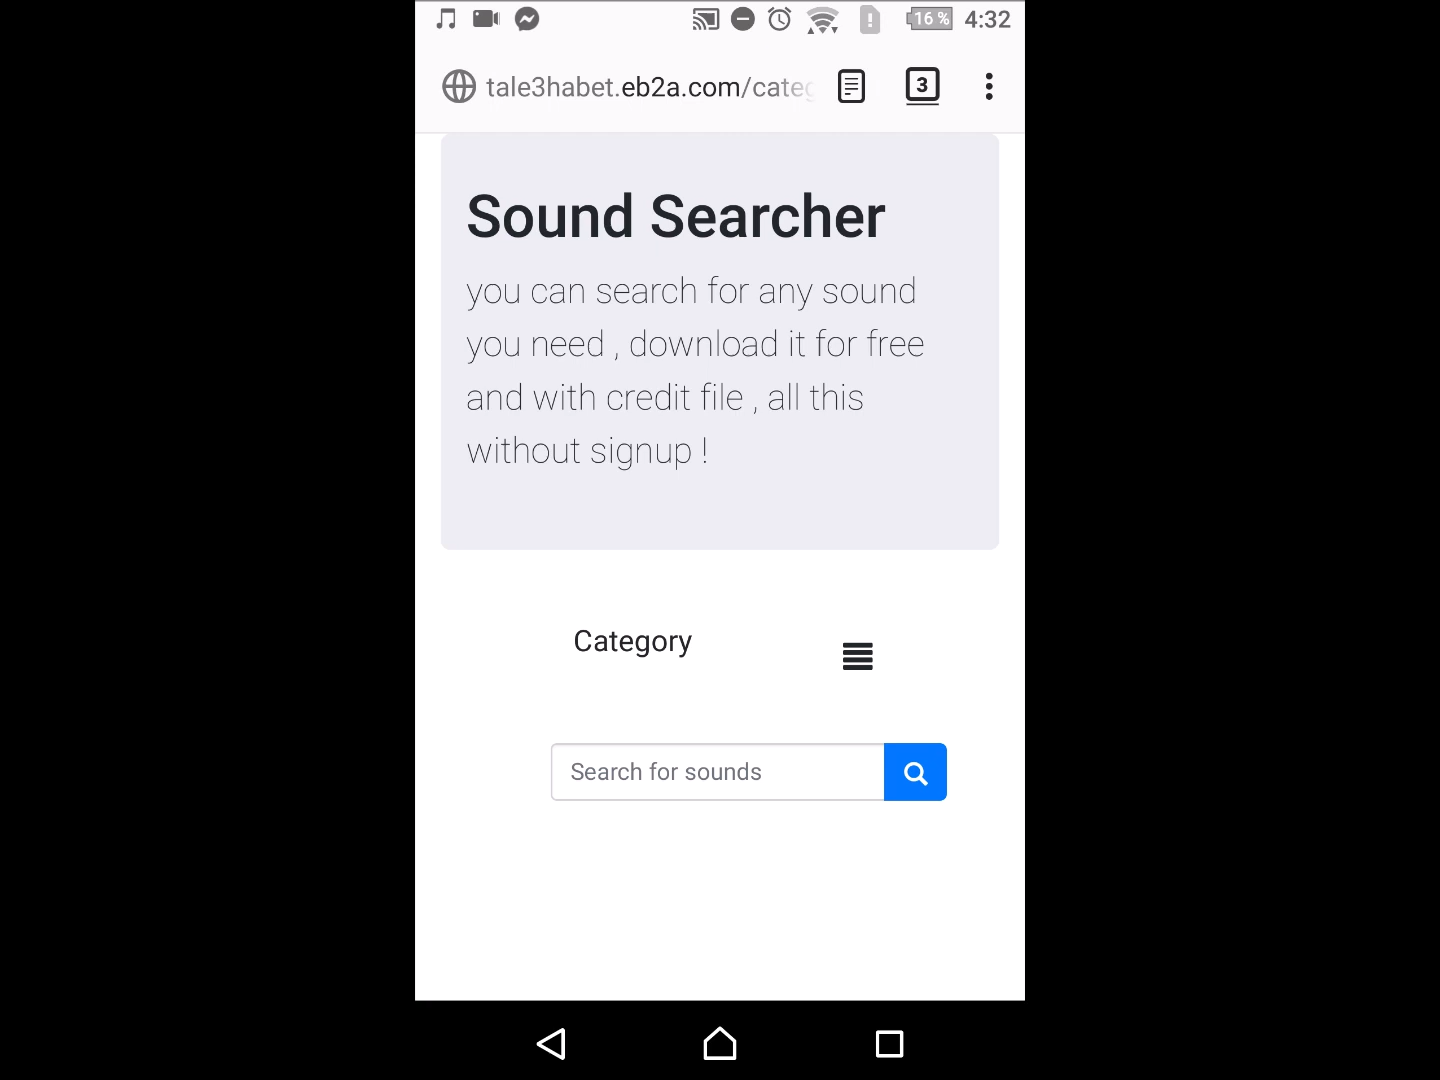 16 % 4:32
tale3habet.eb2a.com/categ 3
Sound Searcher
you can search for any sound
you need , download it for free
and with credit file , all this
without signup !
Category
Search for sounds